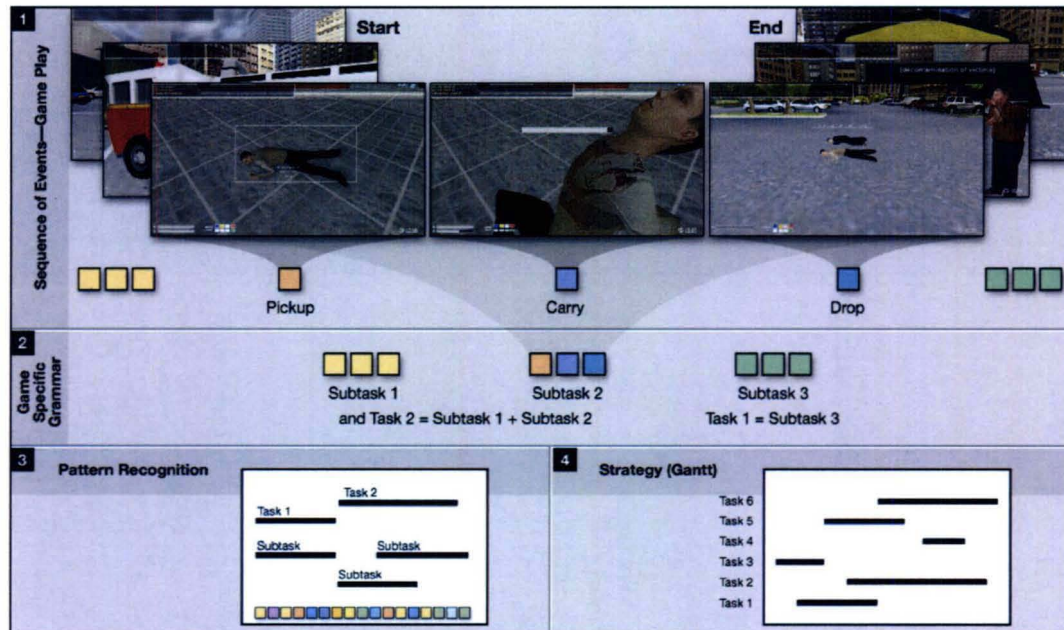 1
Start
End
Sequence of Events—Game Play
Pickup
Carry
Drop
2
Game
Specific
Grammar
Subtask 1
Subtask 2
Subtask 3
and Task 2 = Subtask 1 + Subtask 2
Task 1 = Subtask 3
3
Pattern Recognition
Task 2
Task 1
Subtask
Subtask
Subtask
4
Strategy (Gantt)
Task 6
Task 5
Task 4
Task 3
Task 2
Task 1